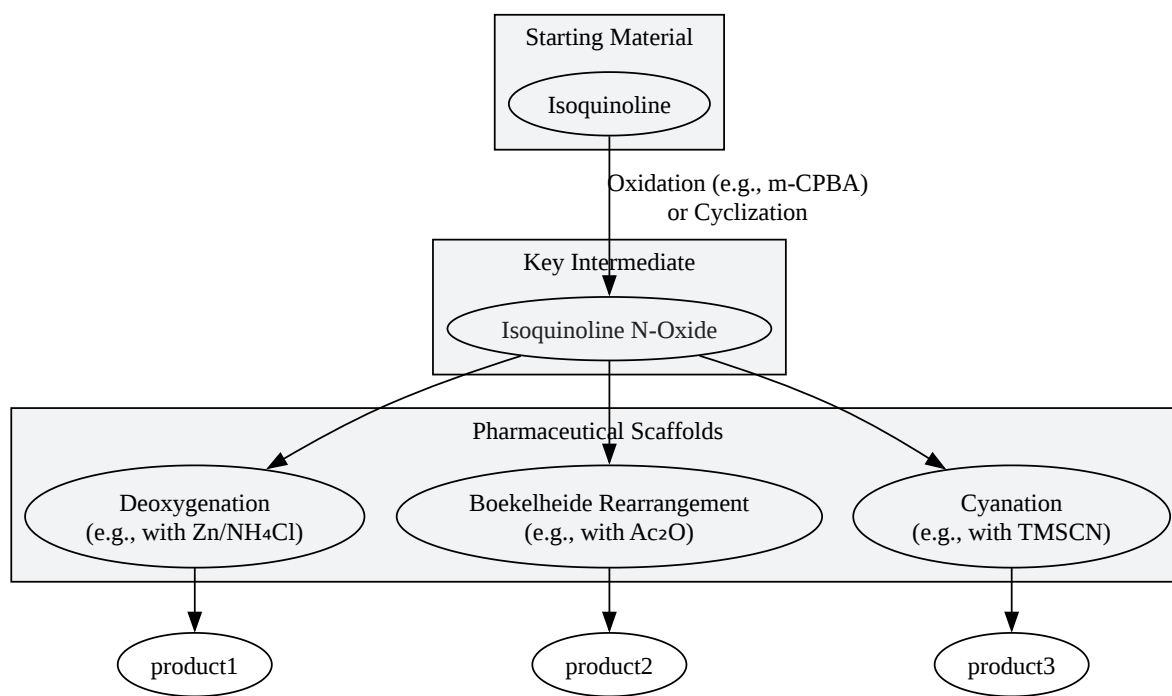 Starting Material
Isoquinoline
Oxidation (e.g., m-CPBA)
or Cyclization
Key Intermediate
Isoquinoline N-Oxide
Pharmaceutical Scaffolds
Deoxygenation
(e.g., with Zn/NH₄Cl)
Boekelheide Rearrangement
(e.g., with Ac₂O)
Cyanation
(e.g., with TMSCN)
product1
product2
product3